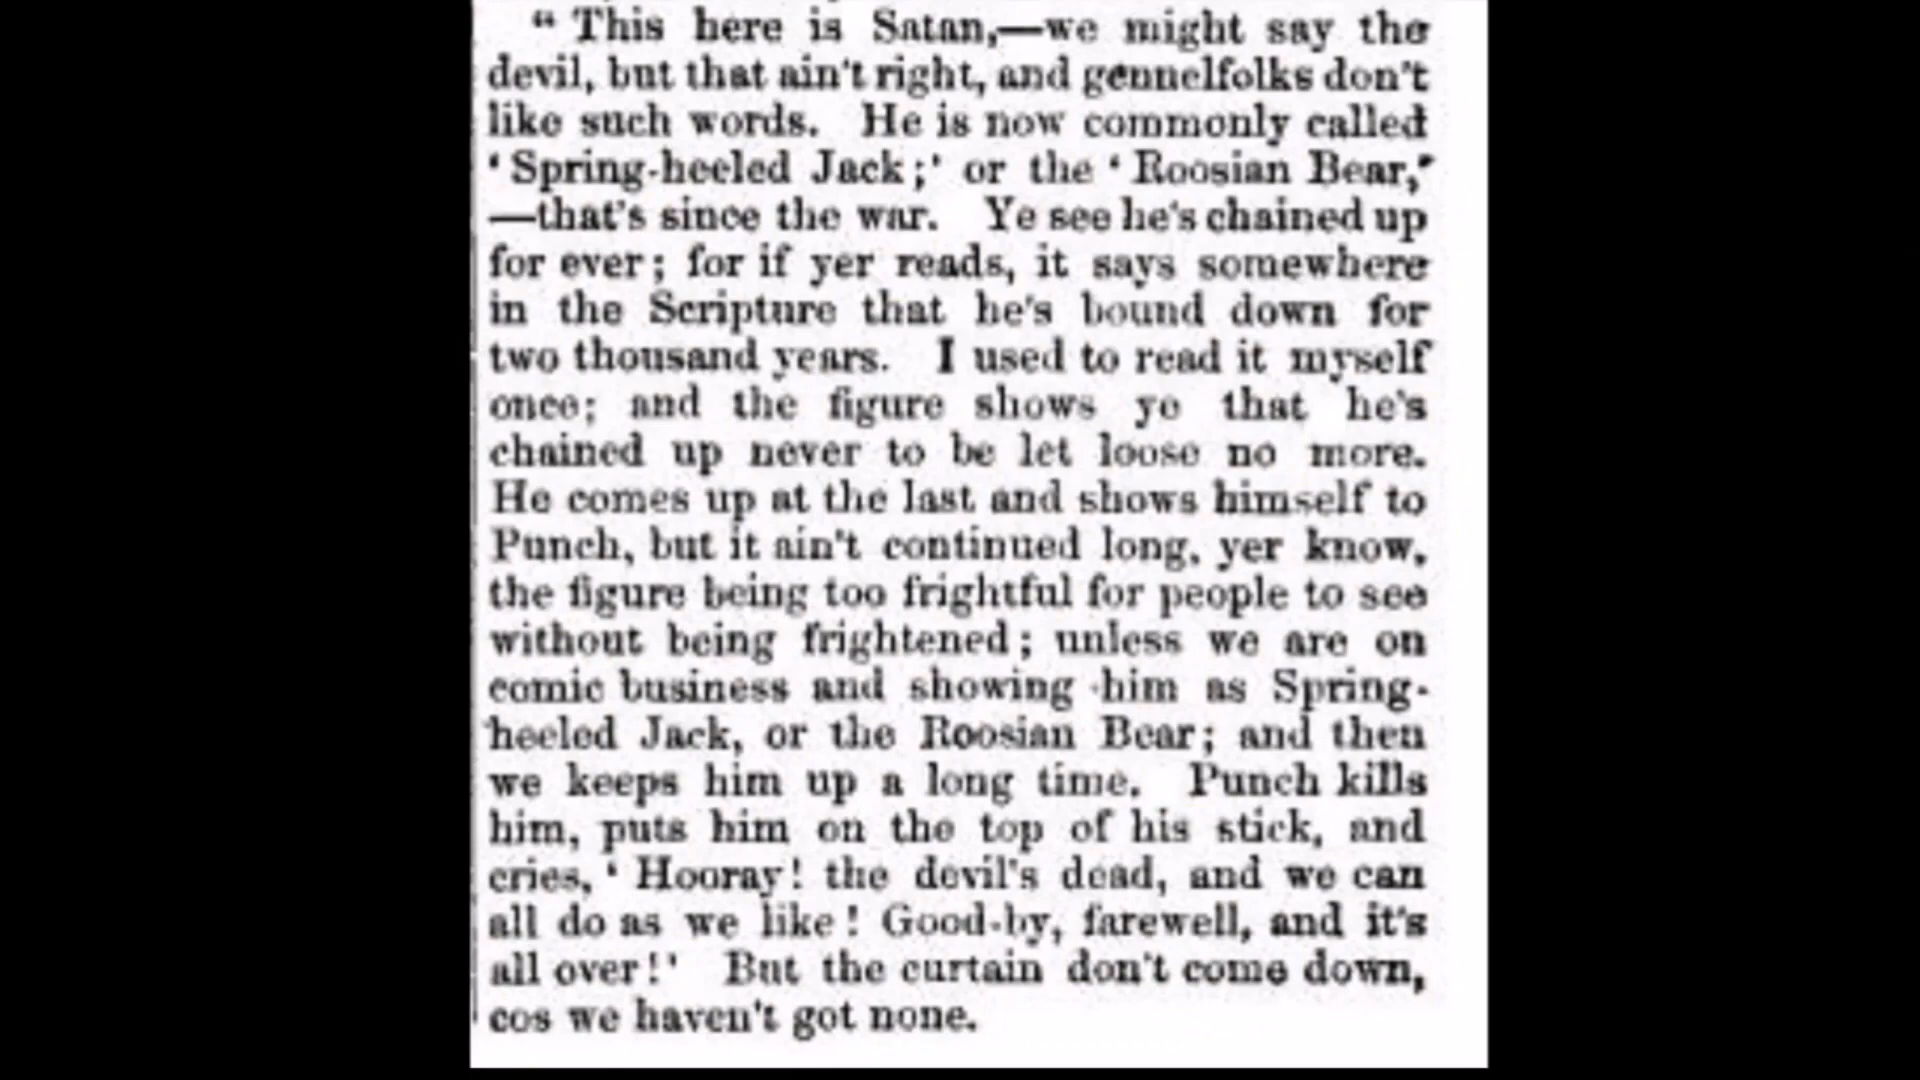 “ This here is Satan,—we might say the
devil, but that ain't right, and gennelfolks don't
like such words. He is now commonly called
‘ Spring-heeled Jack ;’ or the ‘ Roosian Bear,’
—that's since the war. Ye see he's chained up
for ever ; for if yer reads, it says somewhere
in the Scripture that he's bound down for
two thousand years. I used to read it myself
once; and the figure shows ye that he's
chained up never to be let loose no more.
He comes up at the last and shows himself to
Punch, but it ain't continued long, yer know,
the figure being too frightful for people to see
without being frightened ; unless we are on
comic business and showing him as Spring-
heeled Jack, or the Roosian Bear; and then
we keeps him up a long time. Punch kills
him, puts him on the top of his stick, and
cries, ‘ Hooray! the devil's dead, and we can
all do as we like ! Good-by, farewell, and it's
all over !’ But the curtain don't come down,
cos we haven't got none.